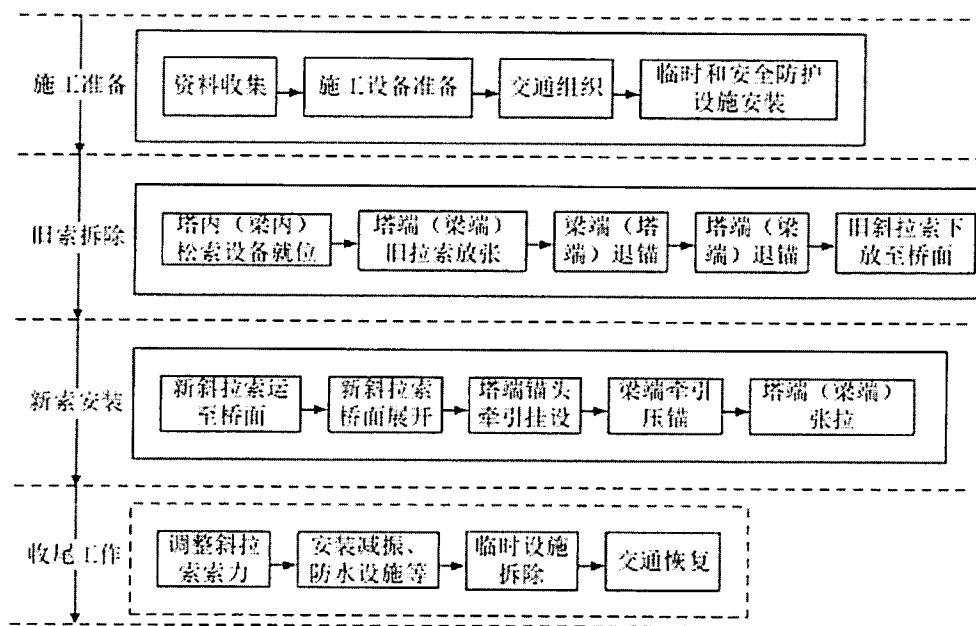 施工准备
资料收集
施工设备准备
交通组织
临时和安全防护
设施安装
旧索拆除
塔内（梁内）
松索设备就位
塔端（梁端）
旧拉索放张
梁端（塔
端）退锚
塔端（梁
端）退锚
旧斜拉索下
放至桥面
新索安装
新斜拉索运
至桥面
新斜拉索
桥面展开
塔端锚头
牵引挂设
梁端牵引
压锚
塔端（梁端）
张拉
收尾工作
调整斜拉
索索力
安装减振、
防水设施等
临时设施
拆除
交通恢复